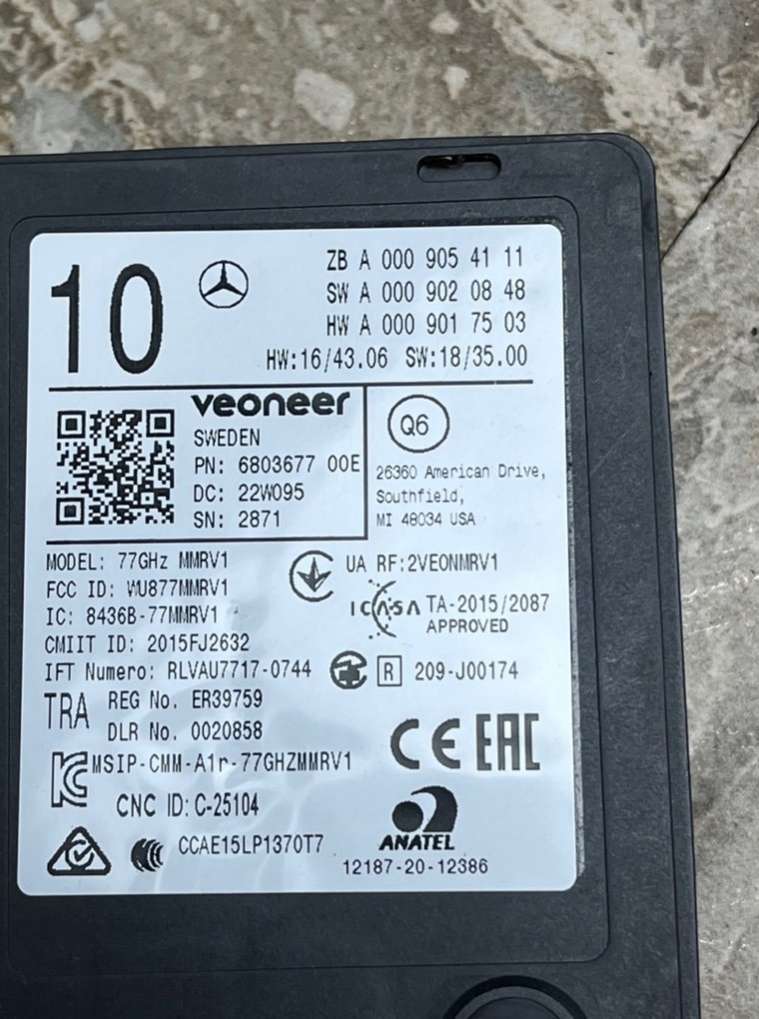 10
ZB A 000 905 41 11
SW A 000 902 08 48
HW A 000 901 75 03
HW:16/43.06 SW:18/35.00
veoneer
SWEDEN
PN: 6803677 00E
DC: 22W095
SN: 2871
Q6
26360 American Drive,
Southfield,
MI 48034 USA
MODEL: 77GHz MMRV1
FCC ID: WU877MMRV1
IC: 8436B-77MMRV1
CMIIT ID: 2015FJ2632
IFT Numero: RLVAU7717-0744
UA RF:2VEONMRV1
ICASA TA-2015/2087
APPROVED
R 209-J00174
TRA REG No. ER39759
DLR No. 0020858
MSIP-CMM-A1r-77GHZMMRV1
CNC ID: C-25104
CE EAC
CCAE15LP1370T7
ANATEL
12187-20-12386